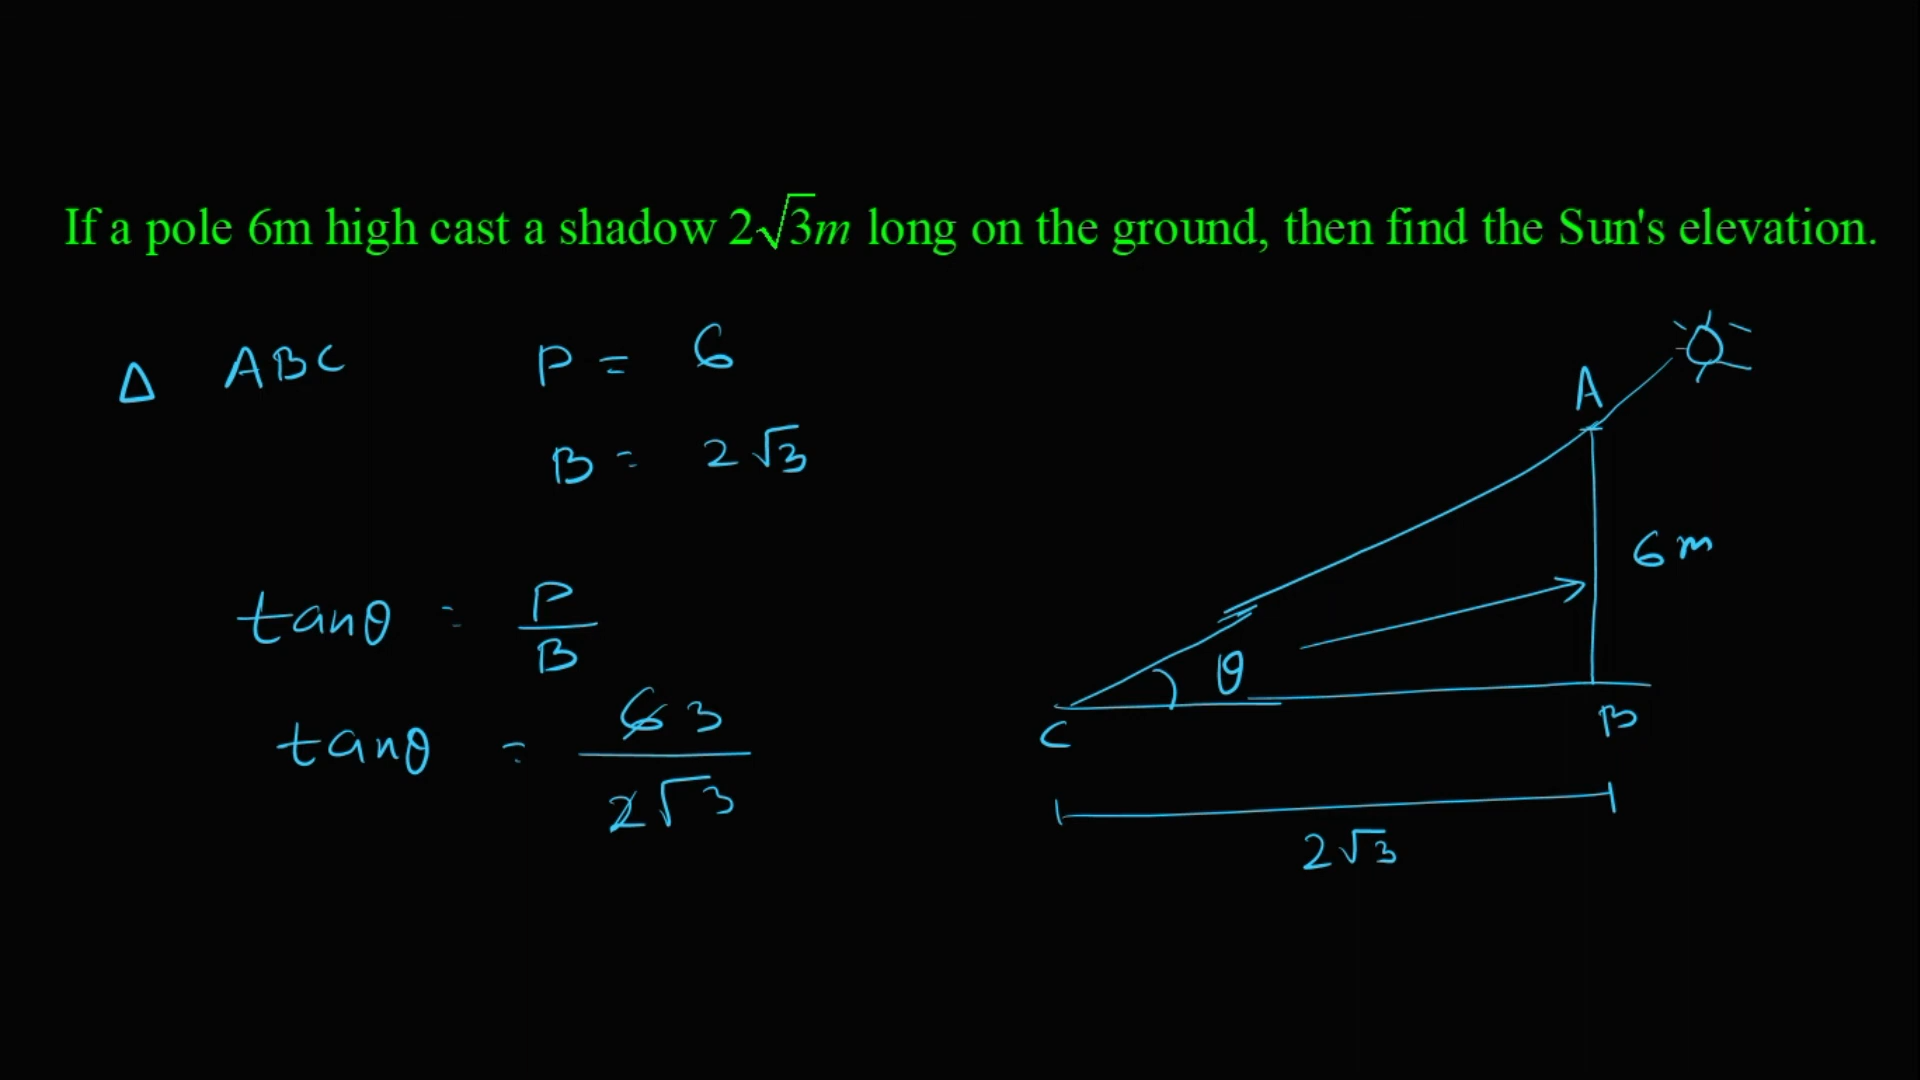 If a pole 6m high cast a shadow 2√3m long on the ground, then find the Sun's elevation.
Δ ABC
P = 6
B = 2√3
tanθ = P/B
tanθ = 6 3 / 2√3
A
6m
θ
C
B
2√3